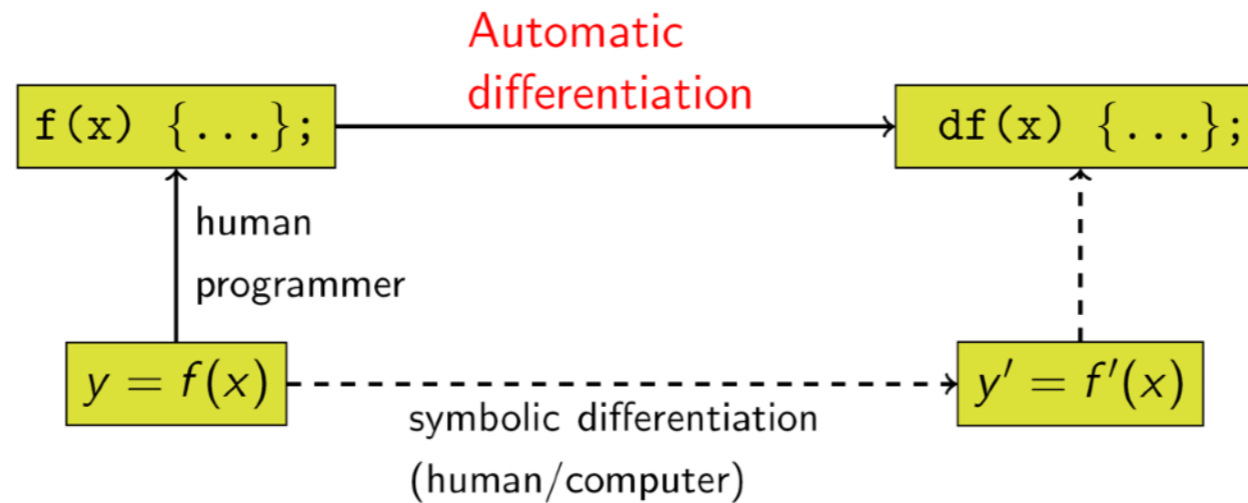 Automatic
differentiation
f(x) {...};
df(x) {...};
human
programmer
y = f(x)
y′ = f′(x)
symbolic differentiation
(human/computer)